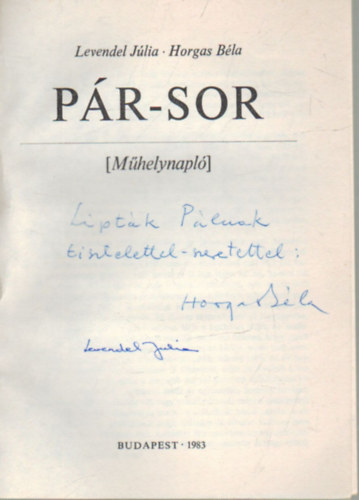 Levendel Júlia · Horgas Béla
PÁR-SOR
[Műhelynapló]
Lipták Pálnak
tisztelettel-szeretettel:
Horgas Béla
Levendel Júlia
BUDAPEST · 1983